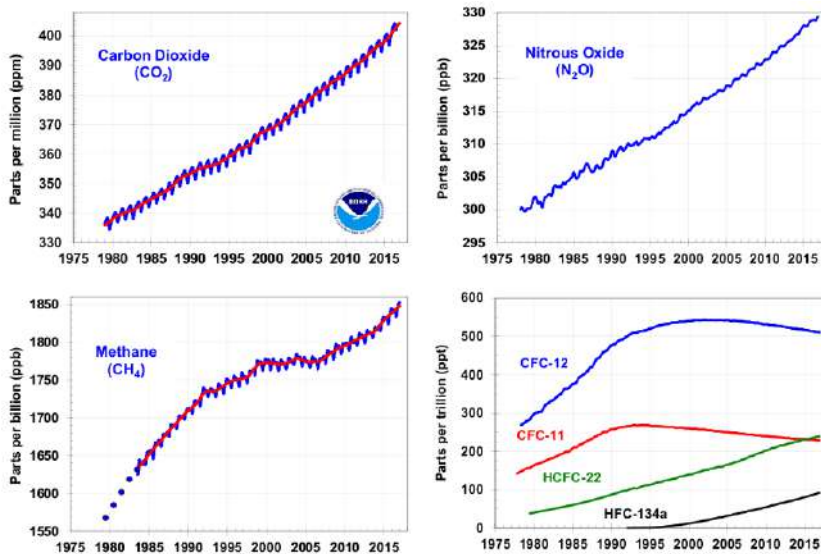 Carbon Dioxide
(CO₂)
Parts per million (ppm)
400
390
380
370
360
350
340
330
1975 1980 1985 1990 1995 2000 2005 2010 2015
NOAA
Nitrous Oxide
(N₂O)
Parts per billion (ppb)
330
325
320
315
310
305
300
295
1975 1980 1985 1990 1995 2000 2005 2010 2015
Methane
(CH₄)
Parts per billion (ppb)
1850
1800
1750
1700
1650
1600
1550
1975 1980 1985 1990 1995 2000 2005 2010 2015
Parts per trillion (ppt)
600
500
400
300
200
100
0
CFC-12
CFC-11
HCFC-22
HFC-134a
1975 1980 1985 1990 1995 2000 2005 2010 2015